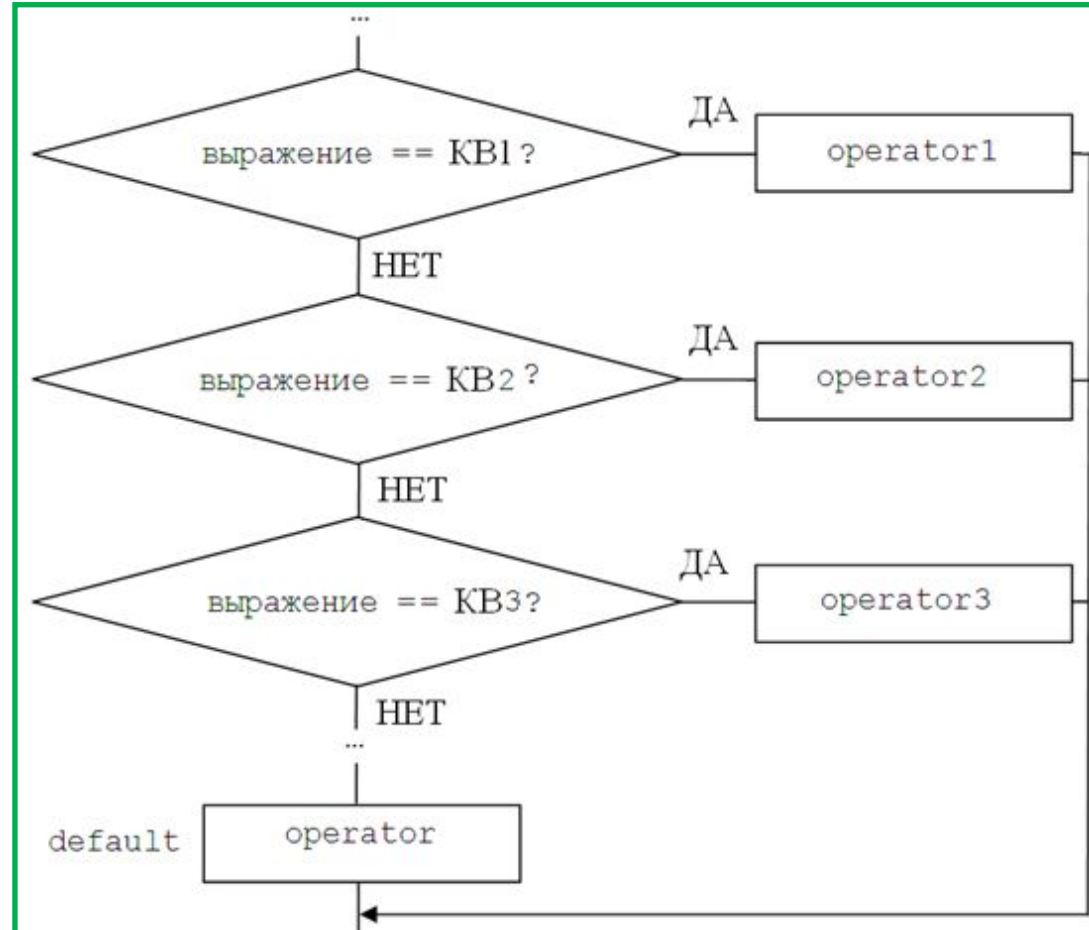 ...
ДА
выражение == КВ1?
operator1
НЕТ
ДА
выражение == КВ2?
operator2
НЕТ
ДА
выражение == КВ3?
operator3
НЕТ
...
operator
default